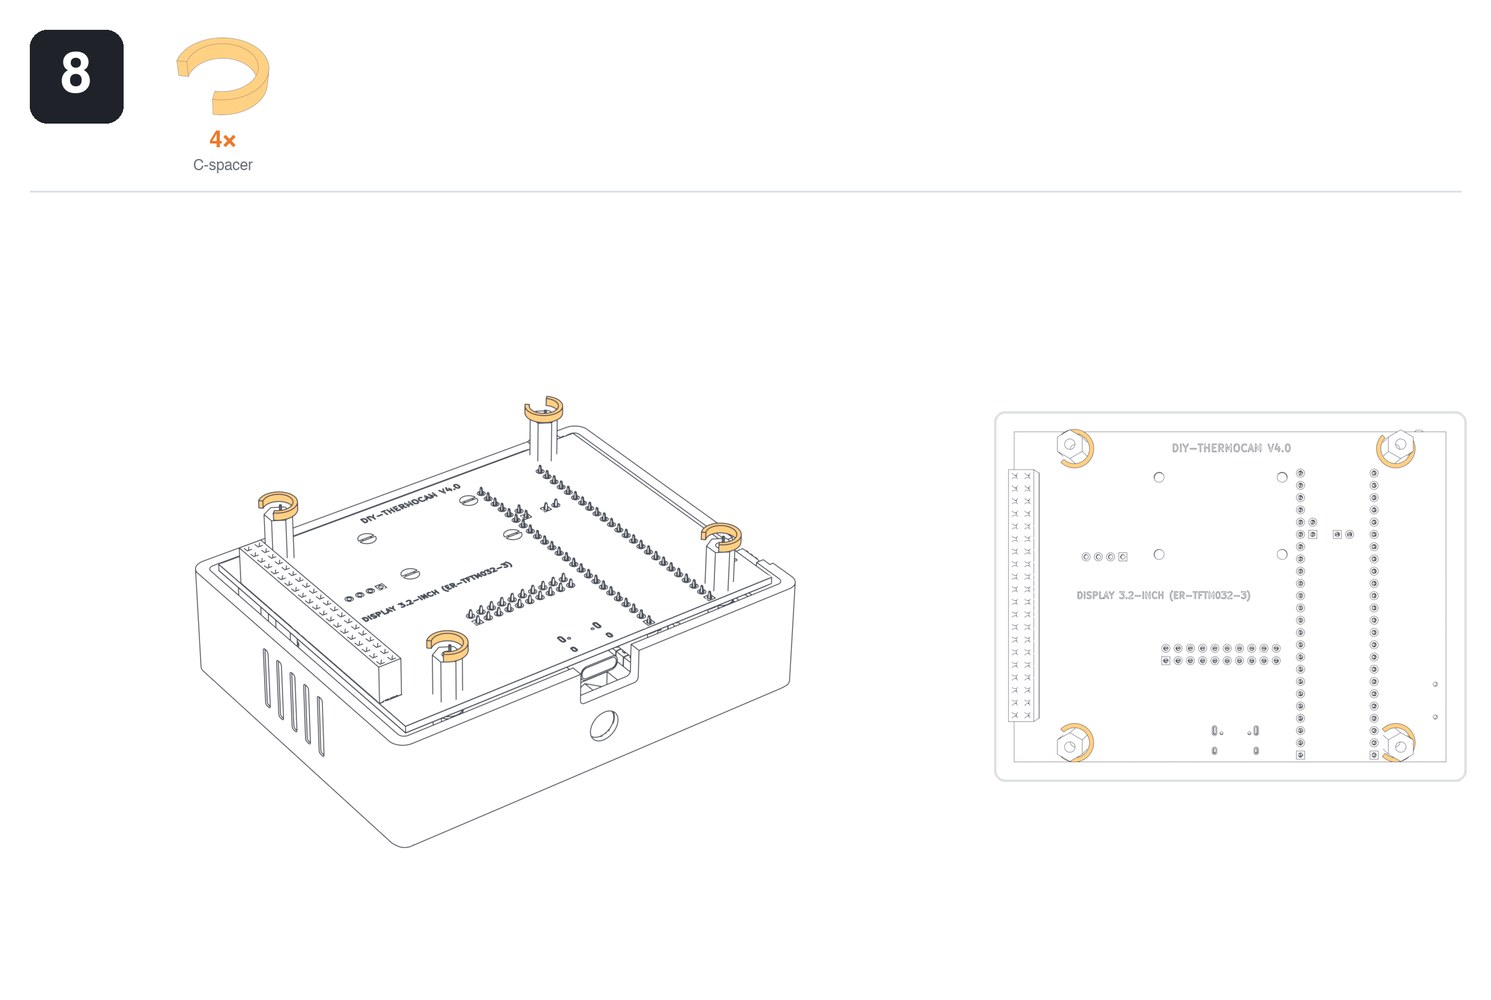 8
4×
C-spacer
DIY-THERMOCAM V4.0
DISPLAY 3.2-INCH (ER-TFTM032-3)
DIY-THERMOCAM V4.0
DISPLAY 3.2-INCH (ER-TFTM032-3)